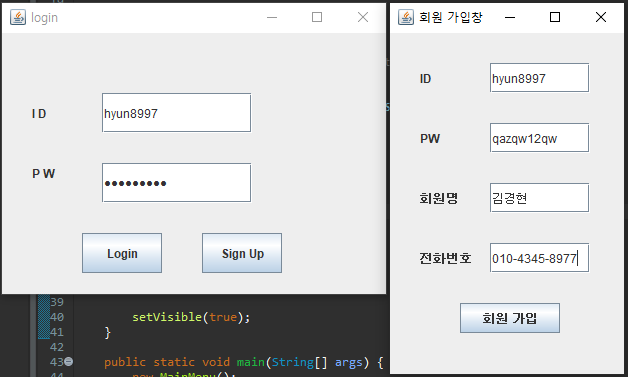 login
I D
hyun8997
P W
•••••••••
Login
Sign Up
회원 가입창
ID
hyun8997
PW
qazqw12qw
회원명
김경현
전화번호
010-4345-8977
회원 가입
39
40 setVisible(true);
41 }
42
43 public static void main(String[] args) {
44 new MainMenu();